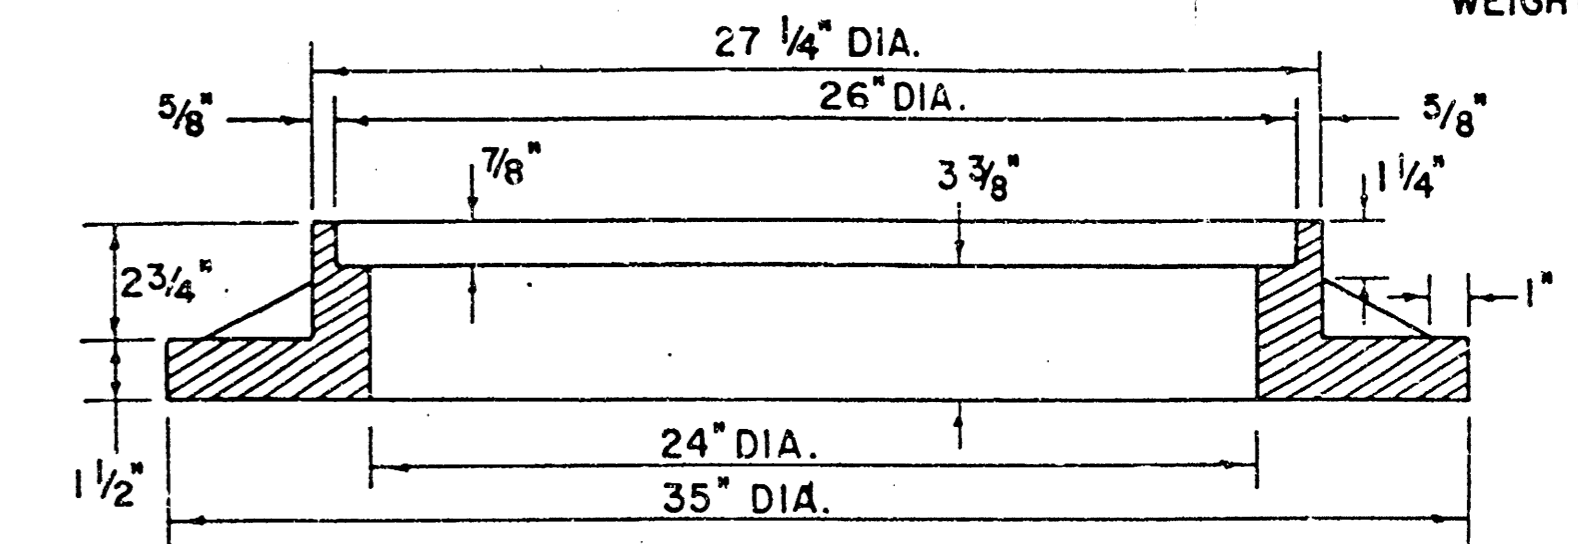 WEIGH
27 1/4" DIA.
5/8" 26" DIA. 5/8"
7/8" 3 3/8" 1 1/4"
2 3/4" 1"
24" DIA.
1 1/2" 35" DIA.